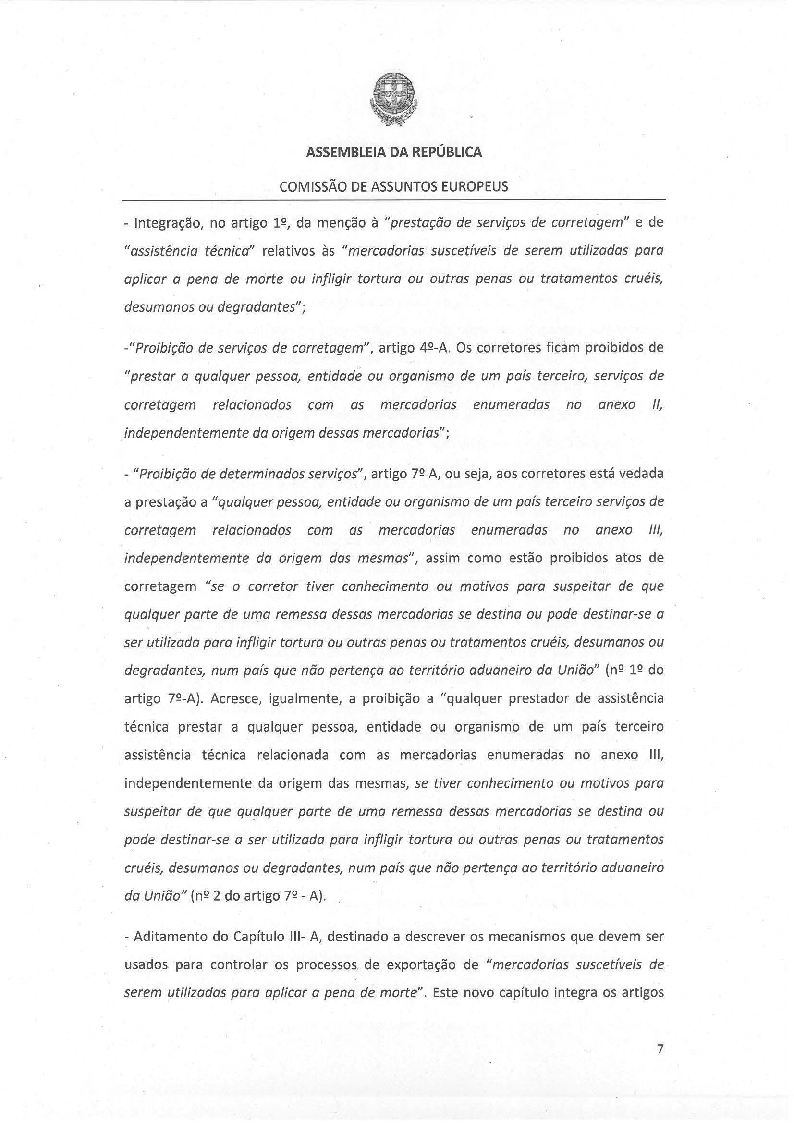 ASSEMBLEIA DA REPÚBLICA
COMISSÃO DE ASSUNTOS EUROPEUS
- Integração, no artigo 1º, da menção à "prestação de serviços de corretagem" e de
"assistência técnica" relativos às "mercadorias suscetíveis de serem utilizadas para
aplicar a pena de morte ou infligir tortura ou outras penas ou tratamentos cruéis,
desumanos ou degradantes";
-"Proibição de serviços de corretagem", artigo 4º-A. Os corretores ficam proibidos de
"prestar a qualquer pessoa, entidade ou organismo de um país terceiro, serviços de
corretagem relacionados com as mercadorias enumeradas no anexo II,
independentemente da origem dessas mercadorias";
- "Proibição de determinados serviços", artigo 7º A, ou seja, aos corretores está vedada
a prestação a "qualquer pessoa, entidade ou organismo de um país terceiro serviços de
corretagem relacionados com as mercadorias enumeradas no anexo III,
independentemente da origem das mesmas", assim como estão proibidos atos de
corretagem "se o corretor tiver conhecimento ou motivos para suspeitar de que
qualquer parte de uma remessa dessas mercadorias se destina ou pode destinar-se a
ser utilizada para infligir tortura ou outras penas ou tratamentos cruéis, desumanos ou
degradantes, num país que não pertença ao território aduaneiro da União" (nº 1º do
artigo 7º-A). Acresce, igualmente, a proibição a "qualquer prestador de assistência
técnica prestar a qualquer pessoa, entidade ou organismo de um país terceiro
assistência técnica relacionada com as mercadorias enumeradas no anexo III,
independentemente da origem das mesmas, se tiver conhecimento ou motivos para
suspeitar de que qualquer parte de uma remessa dessas mercadorias se destina ou
pode destinar-se a ser utilizada para infligir tortura ou outras penas ou tratamentos
cruéis, desumanos ou degradantes, num país que não pertença ao território aduaneiro
da União" (nº 2 do artigo 7º - A).
- Aditamento do Capítulo III- A, destinado a descrever os mecanismos que devem ser
usados para controlar os processos de exportação de "mercadorias suscetíveis de
serem utilizadas para aplicar a pena de morte". Este novo capítulo integra os artigos
7